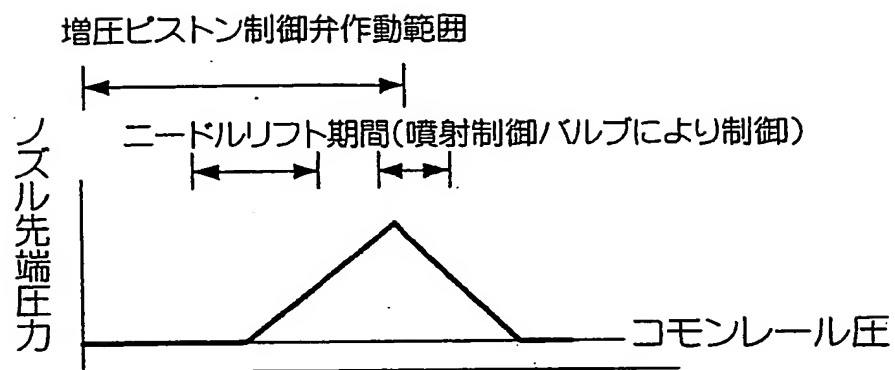 増圧ピストン制御弁作動範囲
ニードルリフト期間(噴射制御バルブにより制御)
ノズル先端圧力
コモンレール圧